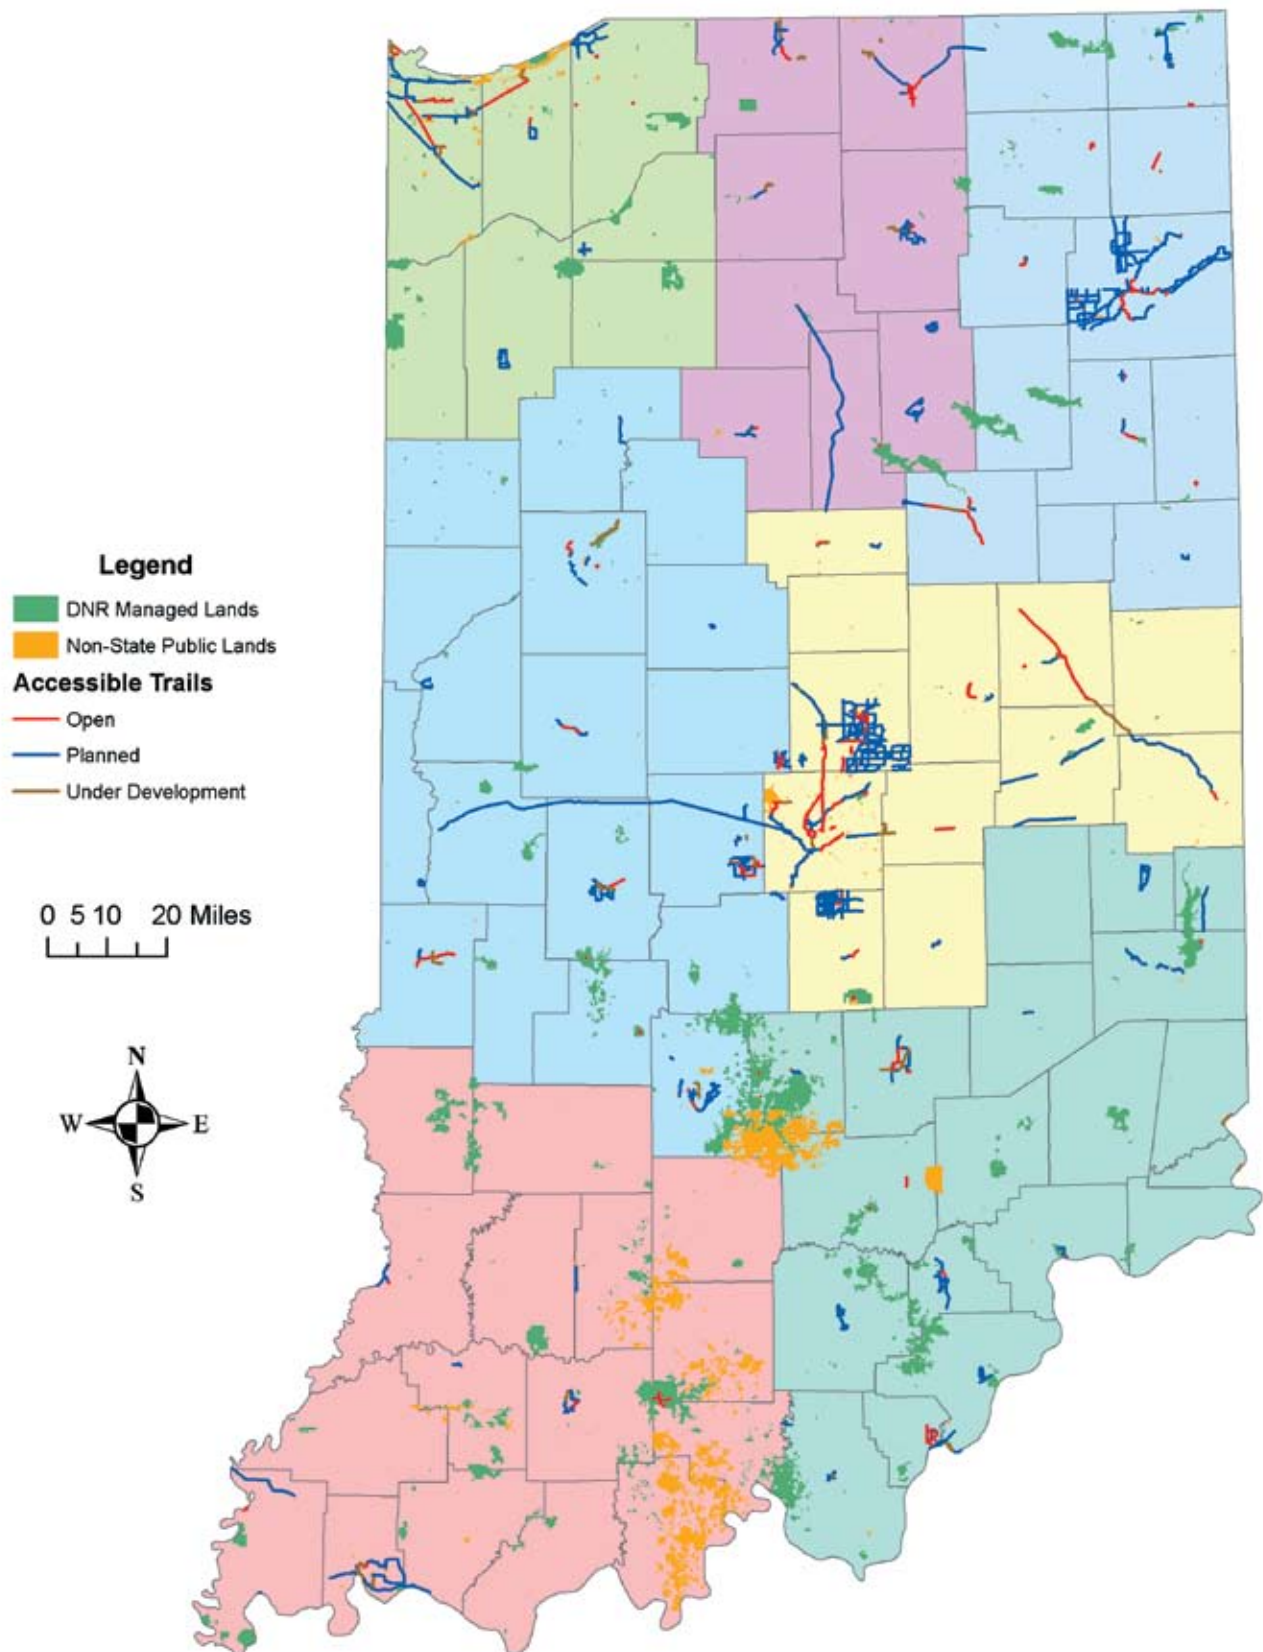 Legend
DNR Managed Lands
Non-State Public Lands
Accessible Trails
Open
Planned
Under Development
0 5 10 20 Miles
N
W E
S